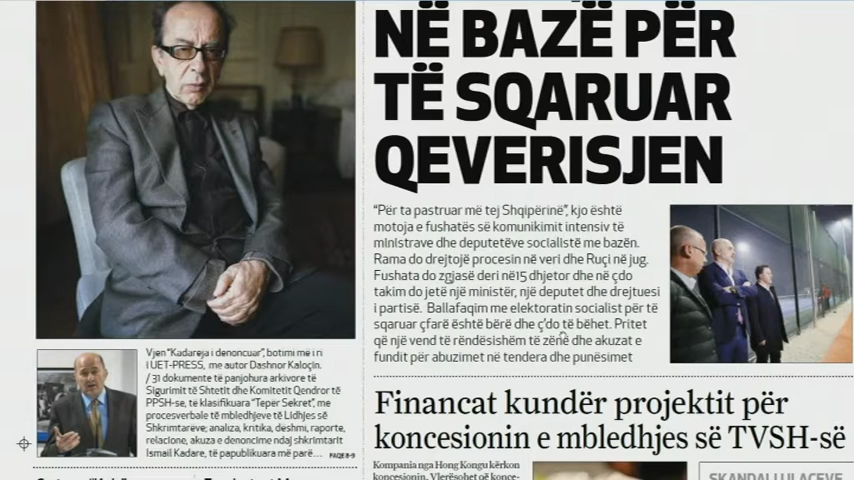 NË BAZË PËR
TË SQARUAR
QEVERISJEN
"Për ta pastruar më tej Shqipërinë", kjo është
motoja e fushatës së komunikimit intensiv të
ministrave dhe deputetëve socialistë me bazën.
Rama do drejtojë procesin në veri dhe Ruçi në jug.
Fushata do zgjasë deri në15 dhjetor dhe në çdo
takim do jetë një ministër, një deputet dhe drejtuesi
i partisë. Ballafaqim me elektoratin socialist për të
sqaruar çfarë është bërë dhe ç'do të bëhet. Pritet
që një vend të rëndësishëm të zënë dhe akuzat e
fundit për abuzimet në tendera dhe punësimet
Vjen "Kadareja i denoncuar", botimi më i ri
i UET-PRESS, me autor Dashnor Kaloçin.
/ 31 dokumente të panjohura arkivore të
Sigurimit të Shtetit dhe Komitetit Qendror të
PPSH-se, të klasifikuara "Tepër Sekret", me
procesverbale të mbledhjeve të Lidhjes së
Shkrimtarëve; analiza, kritika, dëshmi, raporte,
relacione, akuza e denoncime ndaj shkrimtarit
Ismail Kadare, të papublikuara më parë... FAQE 8-9
Financat kundër projektit për
koncesionin e mbledhjes së TVSH-së
Kompania nga Hong Kongu kërkon
koncesionin. Vlerësohet që konce-
SKANDALI I